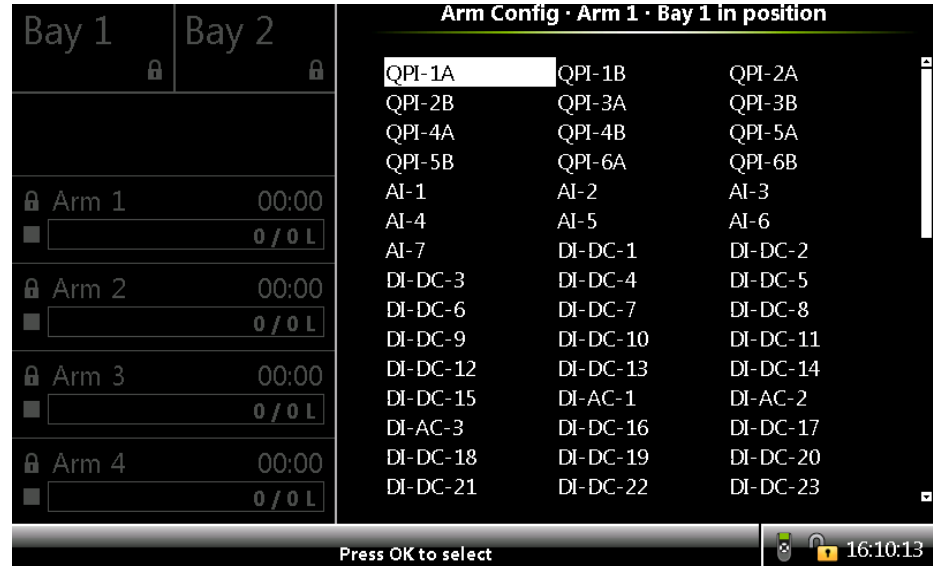 Bay 1 Bay 2
Arm 1 00:00
0 / 0 L
Arm 2 00:00
0 / 0 L
Arm 3 00:00
0 / 0 L
Arm 4 00:00
0 / 0 L
Arm Config · Arm 1 · Bay 1 in position
QPI-1A QPI-1B QPI-2A
QPI-2B QPI-3A QPI-3B
QPI-4A QPI-4B QPI-5A
QPI-5B QPI-6A QPI-6B
AI-1 AI-2 AI-3
AI-4 AI-5 AI-6
AI-7 DI-DC-1 DI-DC-2
DI-DC-3 DI-DC-4 DI-DC-5
DI-DC-6 DI-DC-7 DI-DC-8
DI-DC-9 DI-DC-10 DI-DC-11
DI-DC-12 DI-DC-13 DI-DC-14
DI-DC-15 DI-AC-1 DI-AC-2
DI-AC-3 DI-DC-16 DI-DC-17
DI-DC-18 DI-DC-19 DI-DC-20
DI-DC-21 DI-DC-22 DI-DC-23
Press OK to select
16:10:13